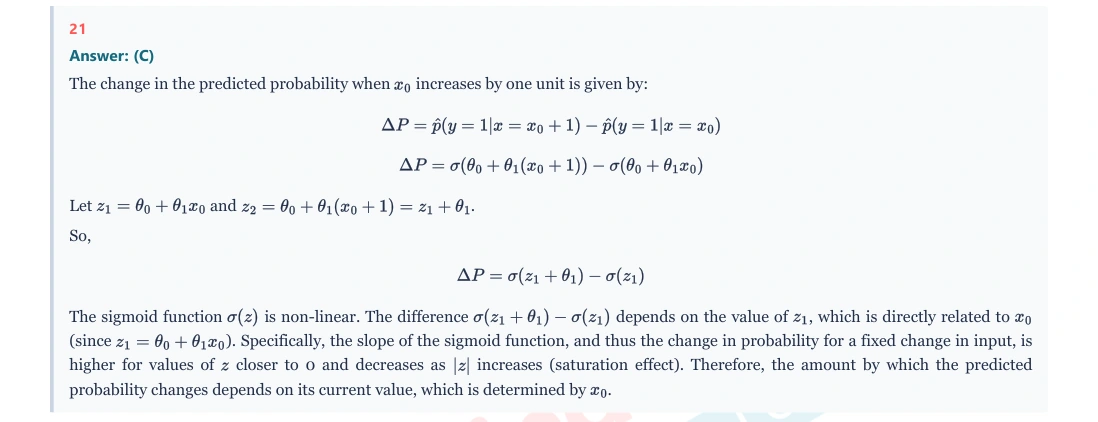 21
Answer: (C)
The change in the predicted probability when x₀ increases by one unit is given by:
ΔP = p̂(y = 1|x = x₀ + 1) − p̂(y = 1|x = x₀)
ΔP = σ(θ₀ + θ₁(x₀ + 1)) − σ(θ₀ + θ₁x₀)
Let z₁ = θ₀ + θ₁x₀ and z₂ = θ₀ + θ₁(x₀ + 1) = z₁ + θ₁.
So,
ΔP = σ(z₁ + θ₁) − σ(z₁)
The sigmoid function σ(z) is non-linear. The difference σ(z₁ + θ₁) − σ(z₁) depends on the value of z₁, which is directly related to x₀
(since z₁ = θ₀ + θ₁x₀). Specifically, the slope of the sigmoid function, and thus the change in probability for a fixed change in input, is
higher for values of z closer to 0 and decreases as |z| increases (saturation effect). Therefore, the amount by which the predicted
probability changes depends on its current value, which is determined by x₀.